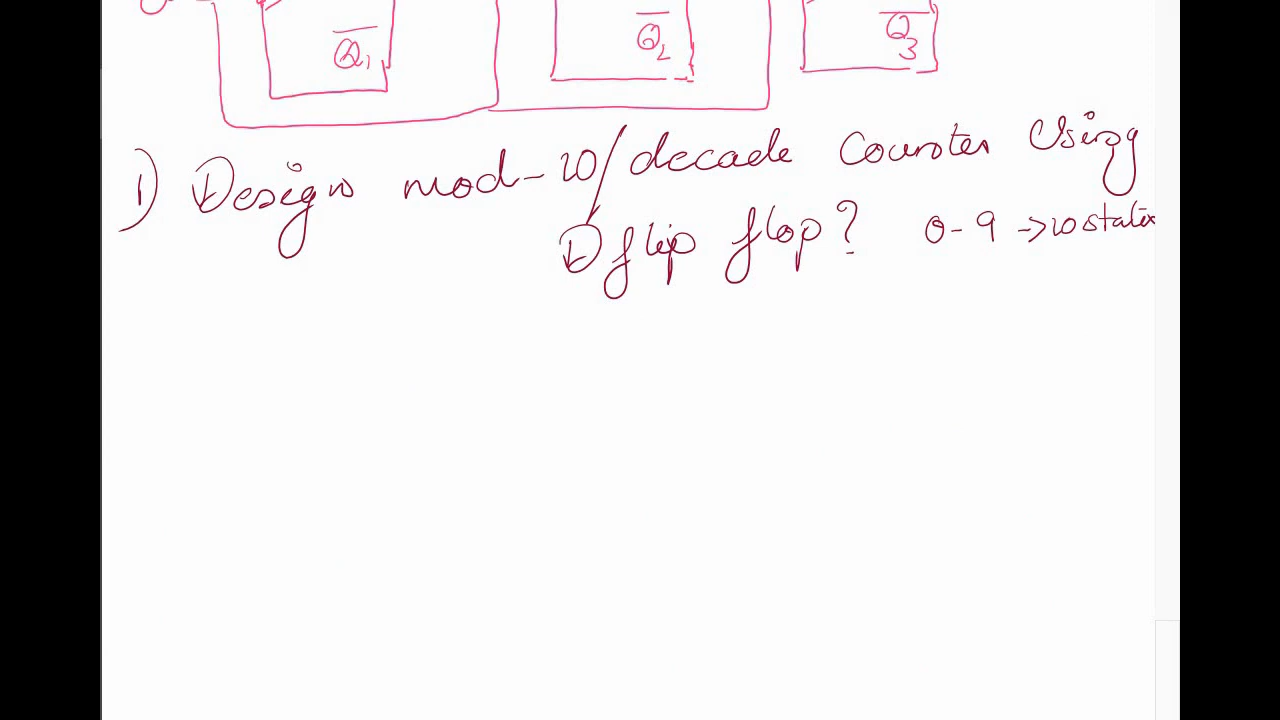 Q̅₁ Q̅₂ Q̅₃
1) Design mod-10/decade Counter Using
D flip flop? 0-9 → 10 states